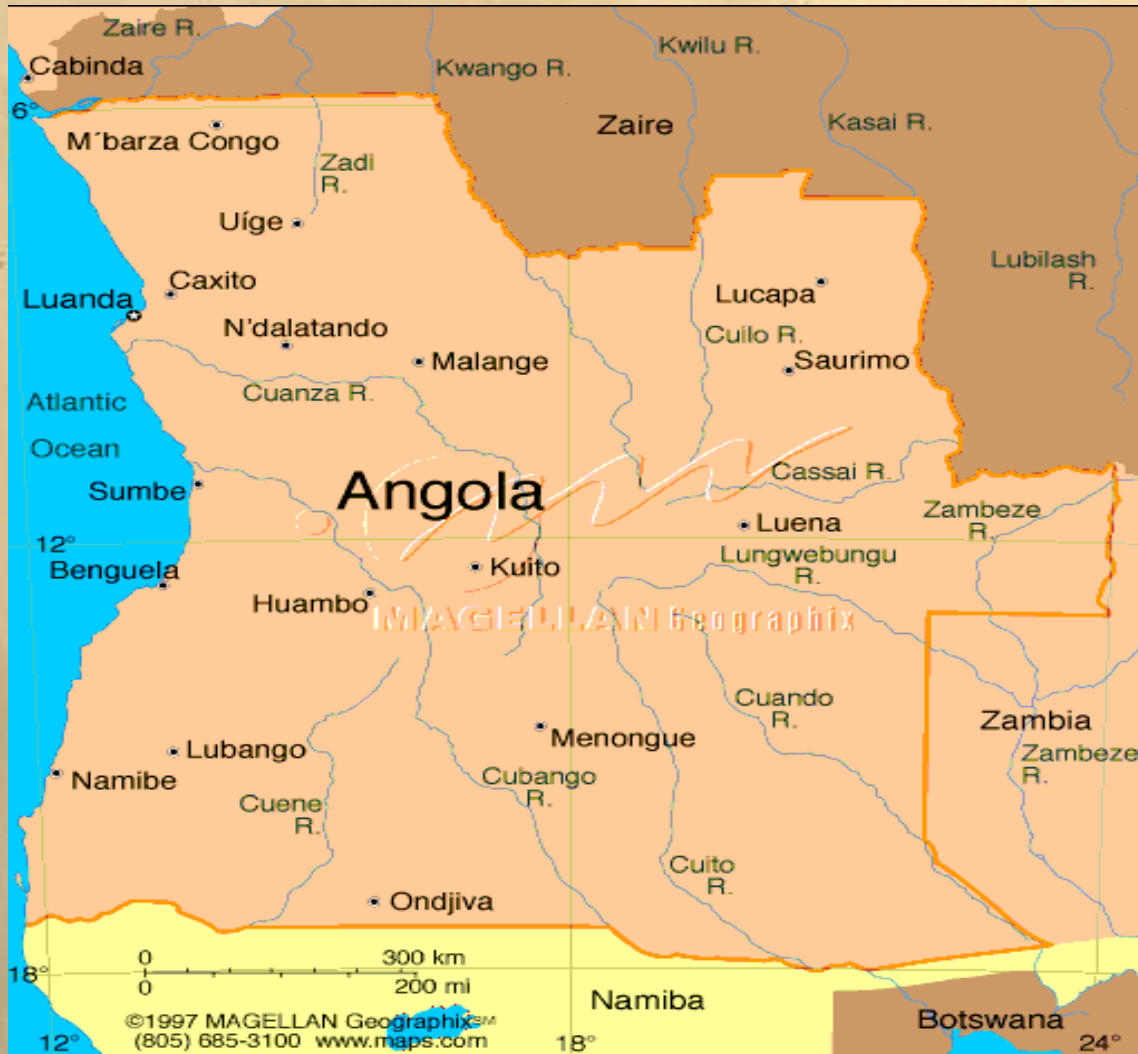 Zaire R.
Cabinda
Kwango R.
Kwilu R.
Zaire
Kasai R.
6°
M´barza Congo
Zadi
R.
Uíge
Lubilash
R.
Caxito
Luanda
Lucapa
N'dalatando
Cuilo R.
Malange
Saurimo
Cuanza R.
Atlantic
Ocean
Angola
Cassai R.
Sumbe
Zambeze
R.
Luena
12°
Lungwebungu
R.
Benguela
Kuito
Huambo
MAGELLAN Geographix
Cuando
R.
Zambia
Menongue
Lubango
Zambeze
R.
Namibe
Cubango
R.
Cuene
R.
Cuito
R.
Ondjiva
0 300 km
0 200 mi
18°
Namiba
©1997 MAGELLAN Geographix℠
(805) 685-3100 www.maps.com
Botswana
12°
18°
24°